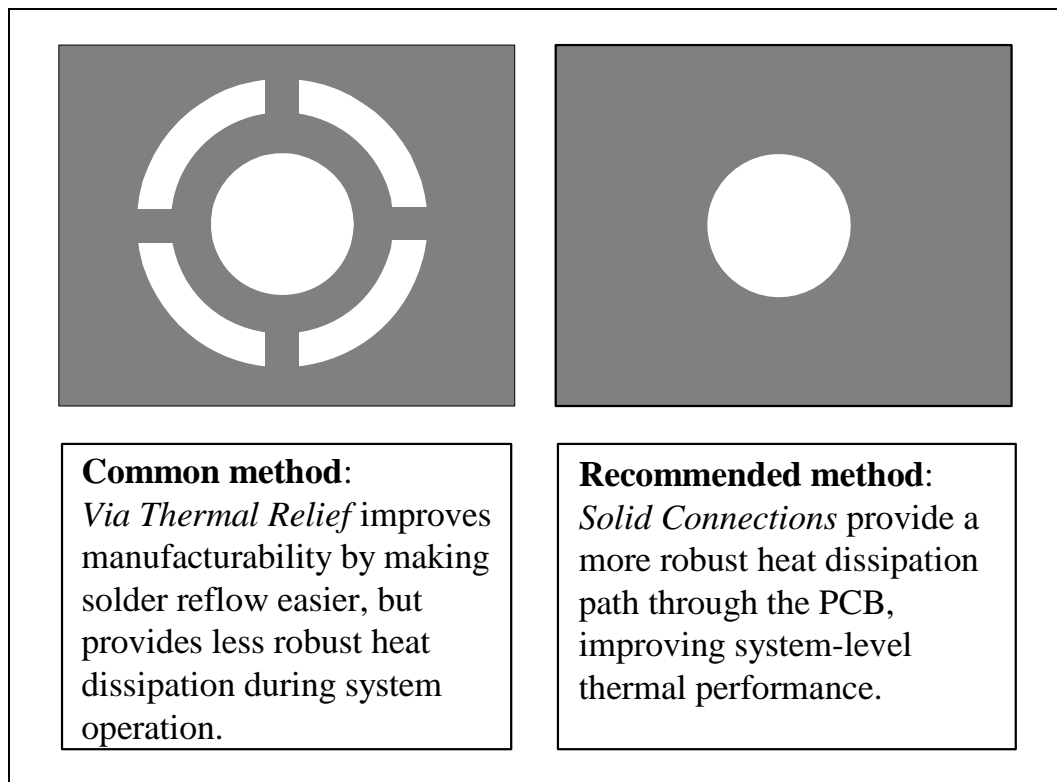 Common method:
Via Thermal Relief improves
manufacturability by making
solder reflow easier, but
provides less robust heat
dissipation during system
operation.
Recommended method:
Solid Connections provide a
more robust heat dissipation
path through the PCB,
improving system-level
thermal performance.